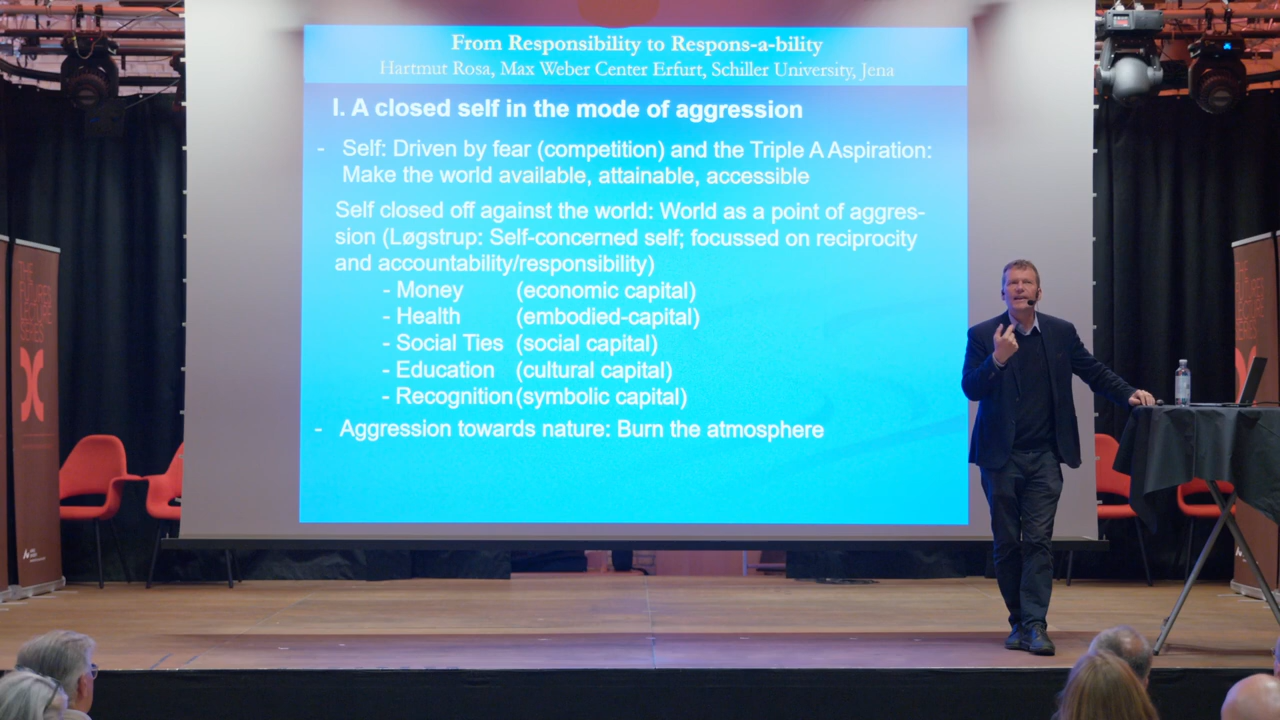 From Responsibility to Respons-a-bility
Hartmut Rosa, Max Weber Center Erfurt, Schiller University, Jena
I. A closed self in the mode of aggression
- Self: Driven by fear (competition) and the Triple A Aspiration:
Make the world available, attainable, accessible
Self closed off against the world: World as a point of aggres-
sion (Løgstrup: Self-concerned self; focussed on reciprocity
and accountability/responsibility)
- Money (economic capital)
- Health (embodied-capital)
- Social Ties (social capital)
- Education (cultural capital)
- Recognition (symbolic capital)
- Aggression towards nature: Burn the atmosphere
THE
LECTURE
SERIES